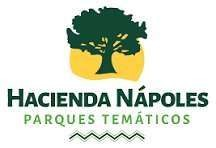 HACIENDA NÁPOLES
PARQUES TEMÁTICOS